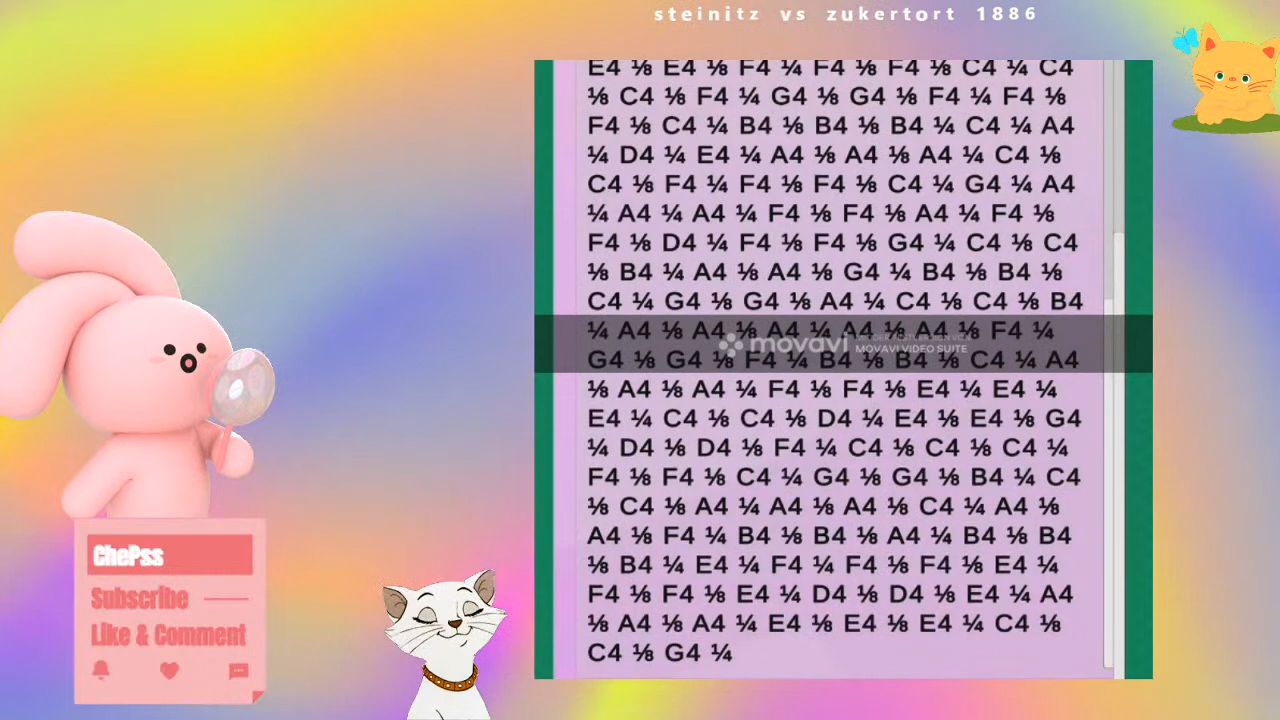 steinitz vs zukertort 1886
E4 ⅛ E4 ⅛ F4 ¼ F4 ⅛ F4 ⅛ C4 ¼ C4
⅛ C4 ⅛ F4 ¼ G4 ⅛ G4 ⅛ F4 ¼ F4 ⅛
F4 ⅛ C4 ¼ B4 ⅛ B4 ⅛ B4 ¼ C4 ¼ A4
¼ D4 ¼ E4 ¼ A4 ⅛ A4 ⅛ A4 ¼ C4 ⅛
C4 ⅛ F4 ¼ F4 ⅛ F4 ⅛ C4 ¼ G4 ¼ A4
¼ A4 ¼ A4 ¼ F4 ⅛ F4 ⅛ A4 ¼ F4 ⅛
F4 ⅛ D4 ¼ F4 ⅛ F4 ⅛ G4 ¼ C4 ⅛ C4
⅛ B4 ¼ A4 ⅛ A4 ⅛ G4 ¼ B4 ⅛ B4 ⅛
C4 ¼ G4 ⅛ G4 ⅛ A4 ¼ C4 ⅛ C4 ⅛ B4
¼ A4 ⅛ A4 ⅛ A4 ¼ A4 ⅛ A4 ⅛ F4 ¼
movavi
MOVAVI VIDEO SUITE
G4 ⅛ G4 ⅛ F4 ¼ B4 ⅛ B4 ⅛ C4 ¼ A4
⅛ A4 ⅛ A4 ¼ F4 ⅛ F4 ⅛ E4 ¼ E4 ¼
E4 ¼ C4 ⅛ C4 ⅛ D4 ¼ E4 ⅛ E4 ⅛ G4
¼ D4 ⅛ D4 ⅛ F4 ¼ C4 ⅛ C4 ⅛ C4 ¼
F4 ⅛ F4 ⅛ C4 ¼ G4 ⅛ G4 ⅛ B4 ¼ C4
⅛ C4 ⅛ A4 ¼ A4 ⅛ A4 ⅛ C4 ¼ A4 ⅛
A4 ⅛ F4 ¼ B4 ⅛ B4 ⅛ A4 ¼ B4 ⅛ B4
⅛ B4 ¼ E4 ¼ F4 ¼ F4 ⅛ F4 ⅛ E4 ¼
F4 ⅛ F4 ⅛ E4 ¼ D4 ⅛ D4 ⅛ E4 ¼ A4
⅛ A4 ⅛ A4 ¼ E4 ⅛ E4 ⅛ E4 ¼ C4 ⅛
C4 ⅛ G4 ¼
ChePss
Subscribe
Like & Comment